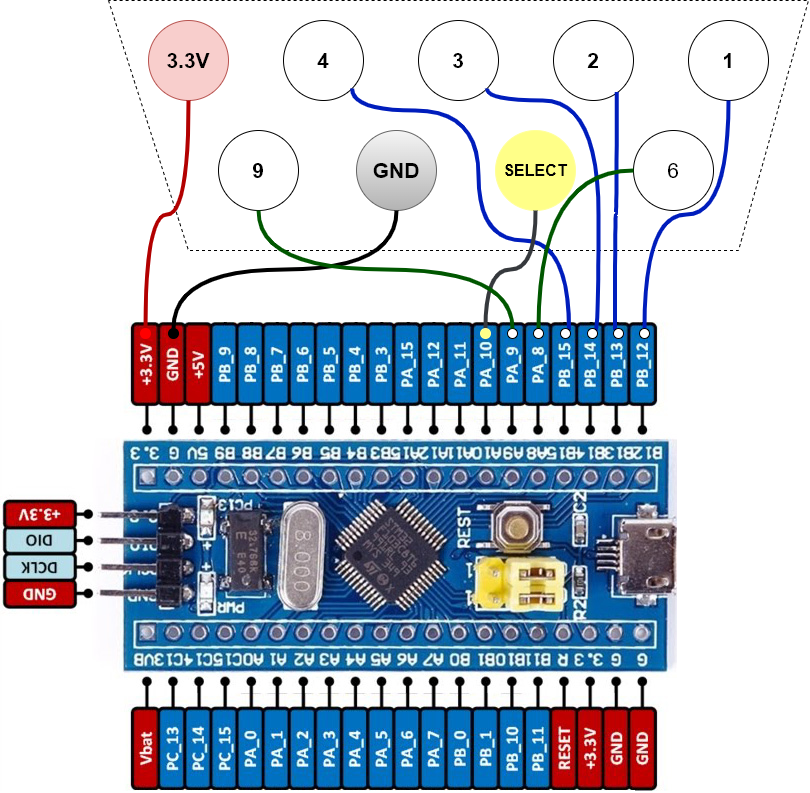 3.3V
4
3
2
1
9
GND
SELECT
6
+3.3V
GND
+5V
PB_9
PB_8
PB_7
PB_6
PB_5
PB_4
PB_3
PA_15
PA_12
PA_11
PA_10
PA_9
PA_8
PB_15
PB_14
PB_13
PB_12
3.3 G 5V B9 B8 B7 B6 B5 B4 B3 A15 A12 A11 A10 A9 A8 B15 B14 B13 B12
+3.3V
DIO
DCLK
GND
PC13
PWR
8.000
REST
C2
R2
VB C13 C14 C15 A0 A1 A2 A3 A4 A5 A6 A7 B0 B1 B10 B11 R 3.3 G G
Vbat
PC_13
PC_14
PC_15
PA_0
PA_1
PA_2
PA_3
PA_4
PA_5
PA_6
PA_7
PB_0
PB_1
PB_10
PB_11
RESET
+3.3V
GND
GND